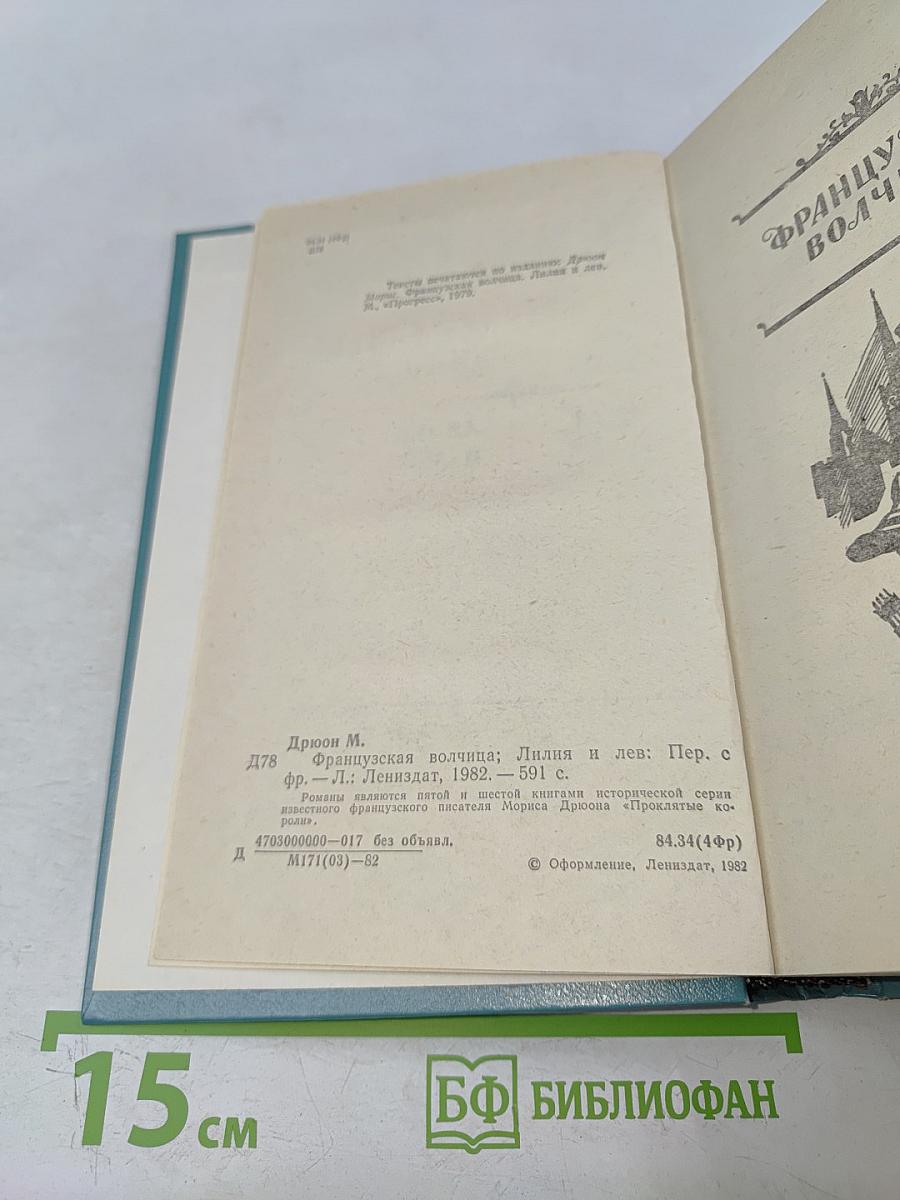 Д78
Тексты печатаются по изданию: Дрюон
Морис. Французская волчица. Лилия и лев.
М., «Прогресс», 1979.
ФРАНЦУ
ВОЛЧ
Дрюон М.
Д78 Французская волчица; Лилия и лев: Пер. с
фр. — Л.: Лениздат, 1982. — 591 с.
Романы являются пятой и шестой книгами исторической серии
известного французского писателя Мориса Дрюона «Проклятые ко-
роли».
Д 4703000000—017 без объявл.
М171(03)—82
84.34(4Фр)
© Оформление, Лениздат, 1982
15 см
БФ БИБЛИОФАН